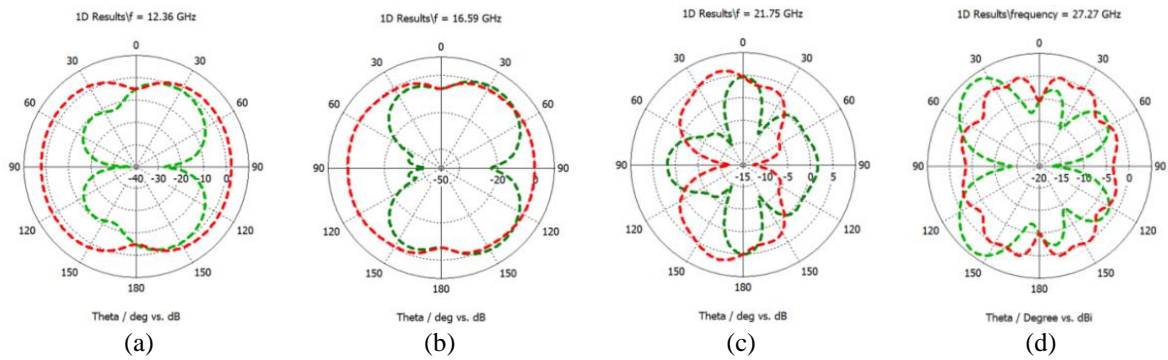 1D Results\f = 12.36 GHz
0
30 30
60 60
90 90
-40 -30 -20 -10 0
120 120
150 150
180
Theta / deg vs. dB
(a)
1D Results\f = 16.59 GHz
0
30 30
60 60
90 90
-50 -20 0
120 120
150 150
180
Theta / deg vs. dB
(b)
1D Results\f = 21.75 GHz
0
30 30
60 60
90 90
-15 -10 -5 0 5
120 120
150 150
180
Theta / deg vs. dB
(c)
1D Results\frequency = 27.27 GHz
0
30 30
60 60
90 90
-20 -15 -10 -5 0
120 120
150 150
180
Theta / Degree vs. dBi
(d)